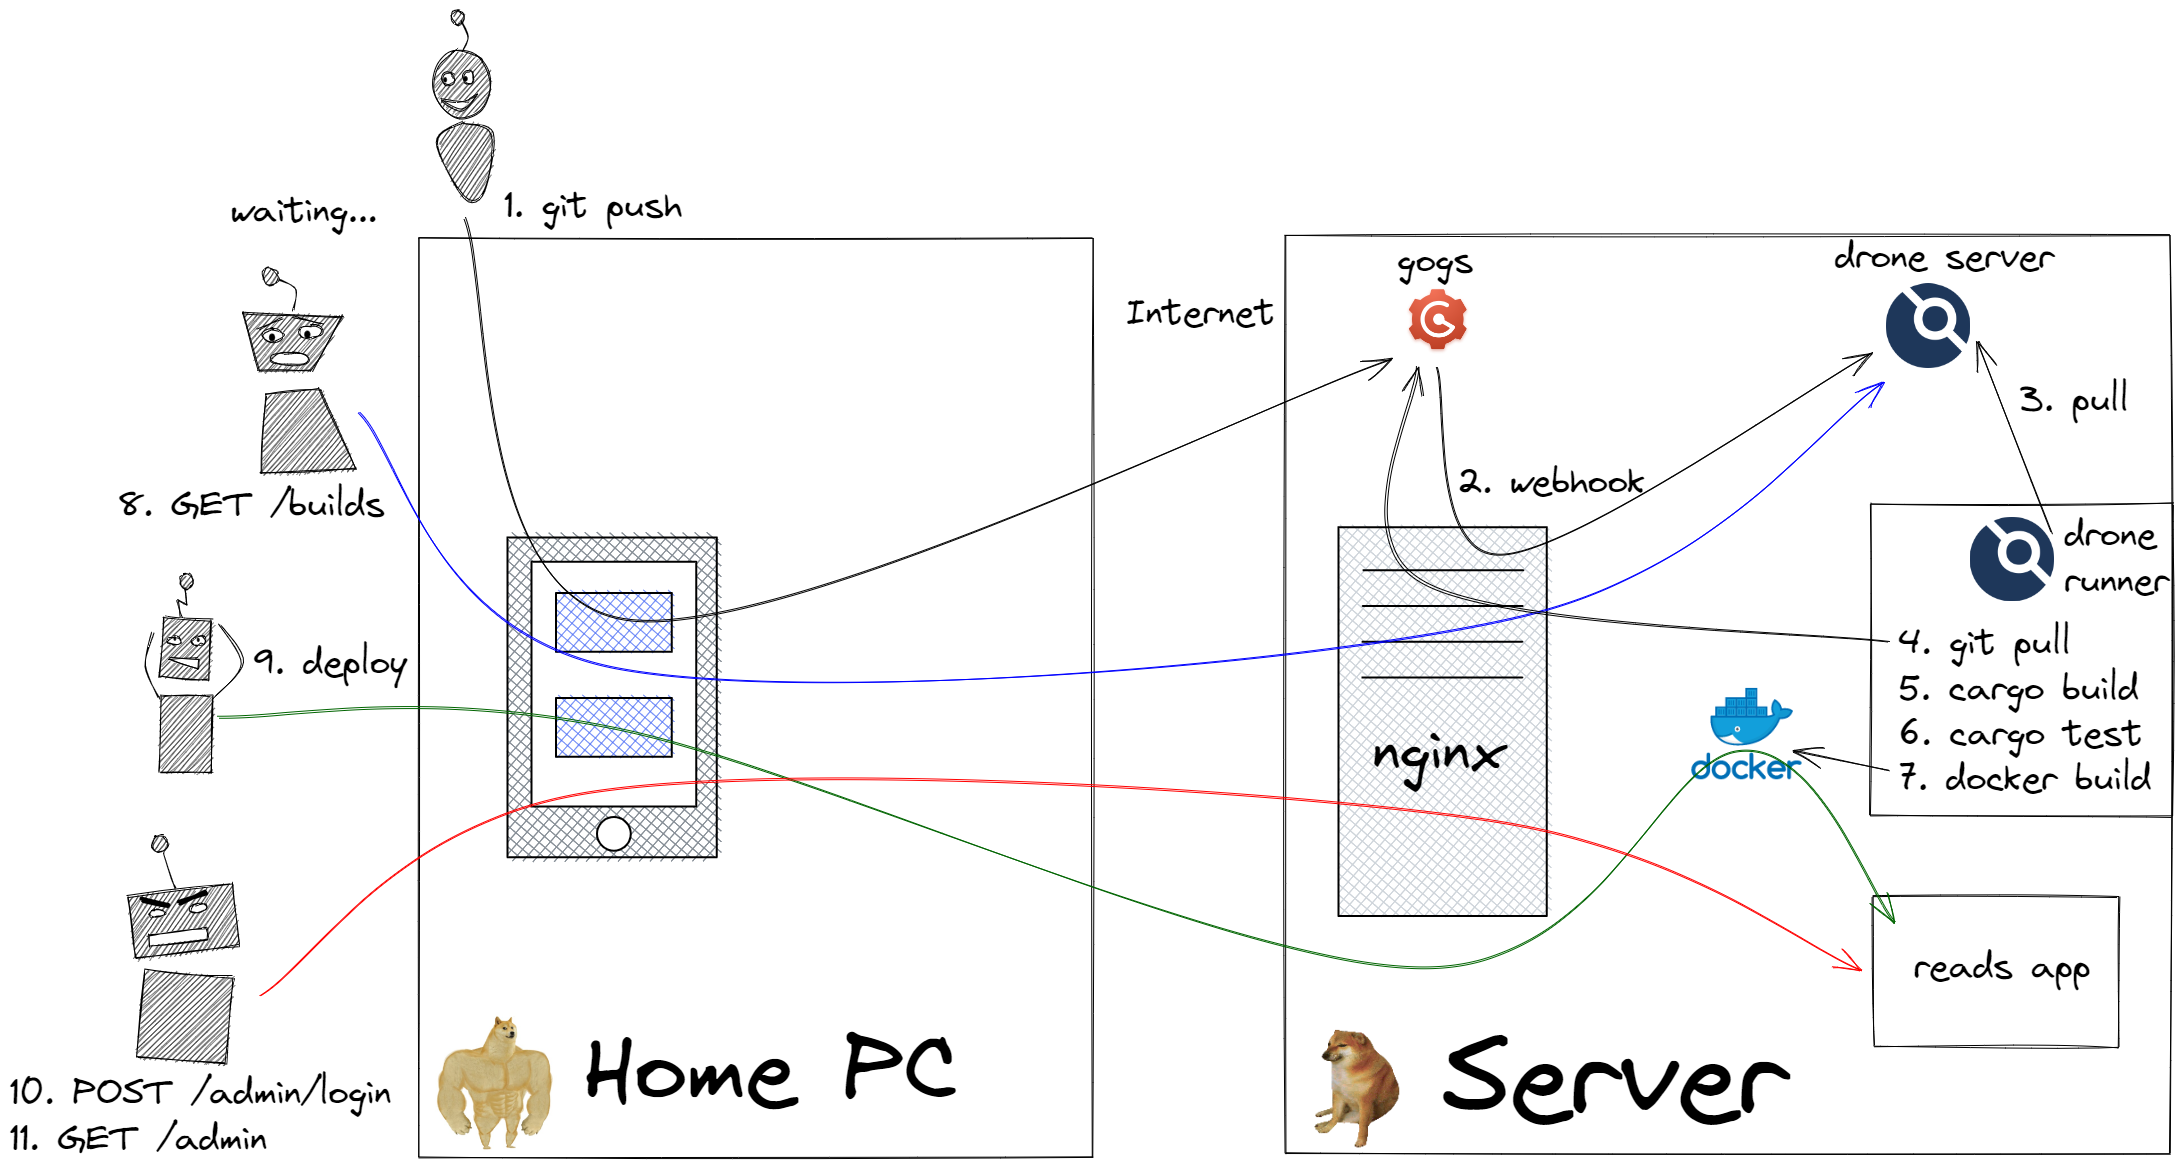 1. git push
waiting...
8. GET /builds
9. deploy
10. POST /admin/login
11. GET /admin
Home PC
Internet
gogs
drone server
2. webhook
3. pull
drone
runner
4. git pull
5. cargo build
6. cargo test
7. docker build
nginx
docker
reads app
Server